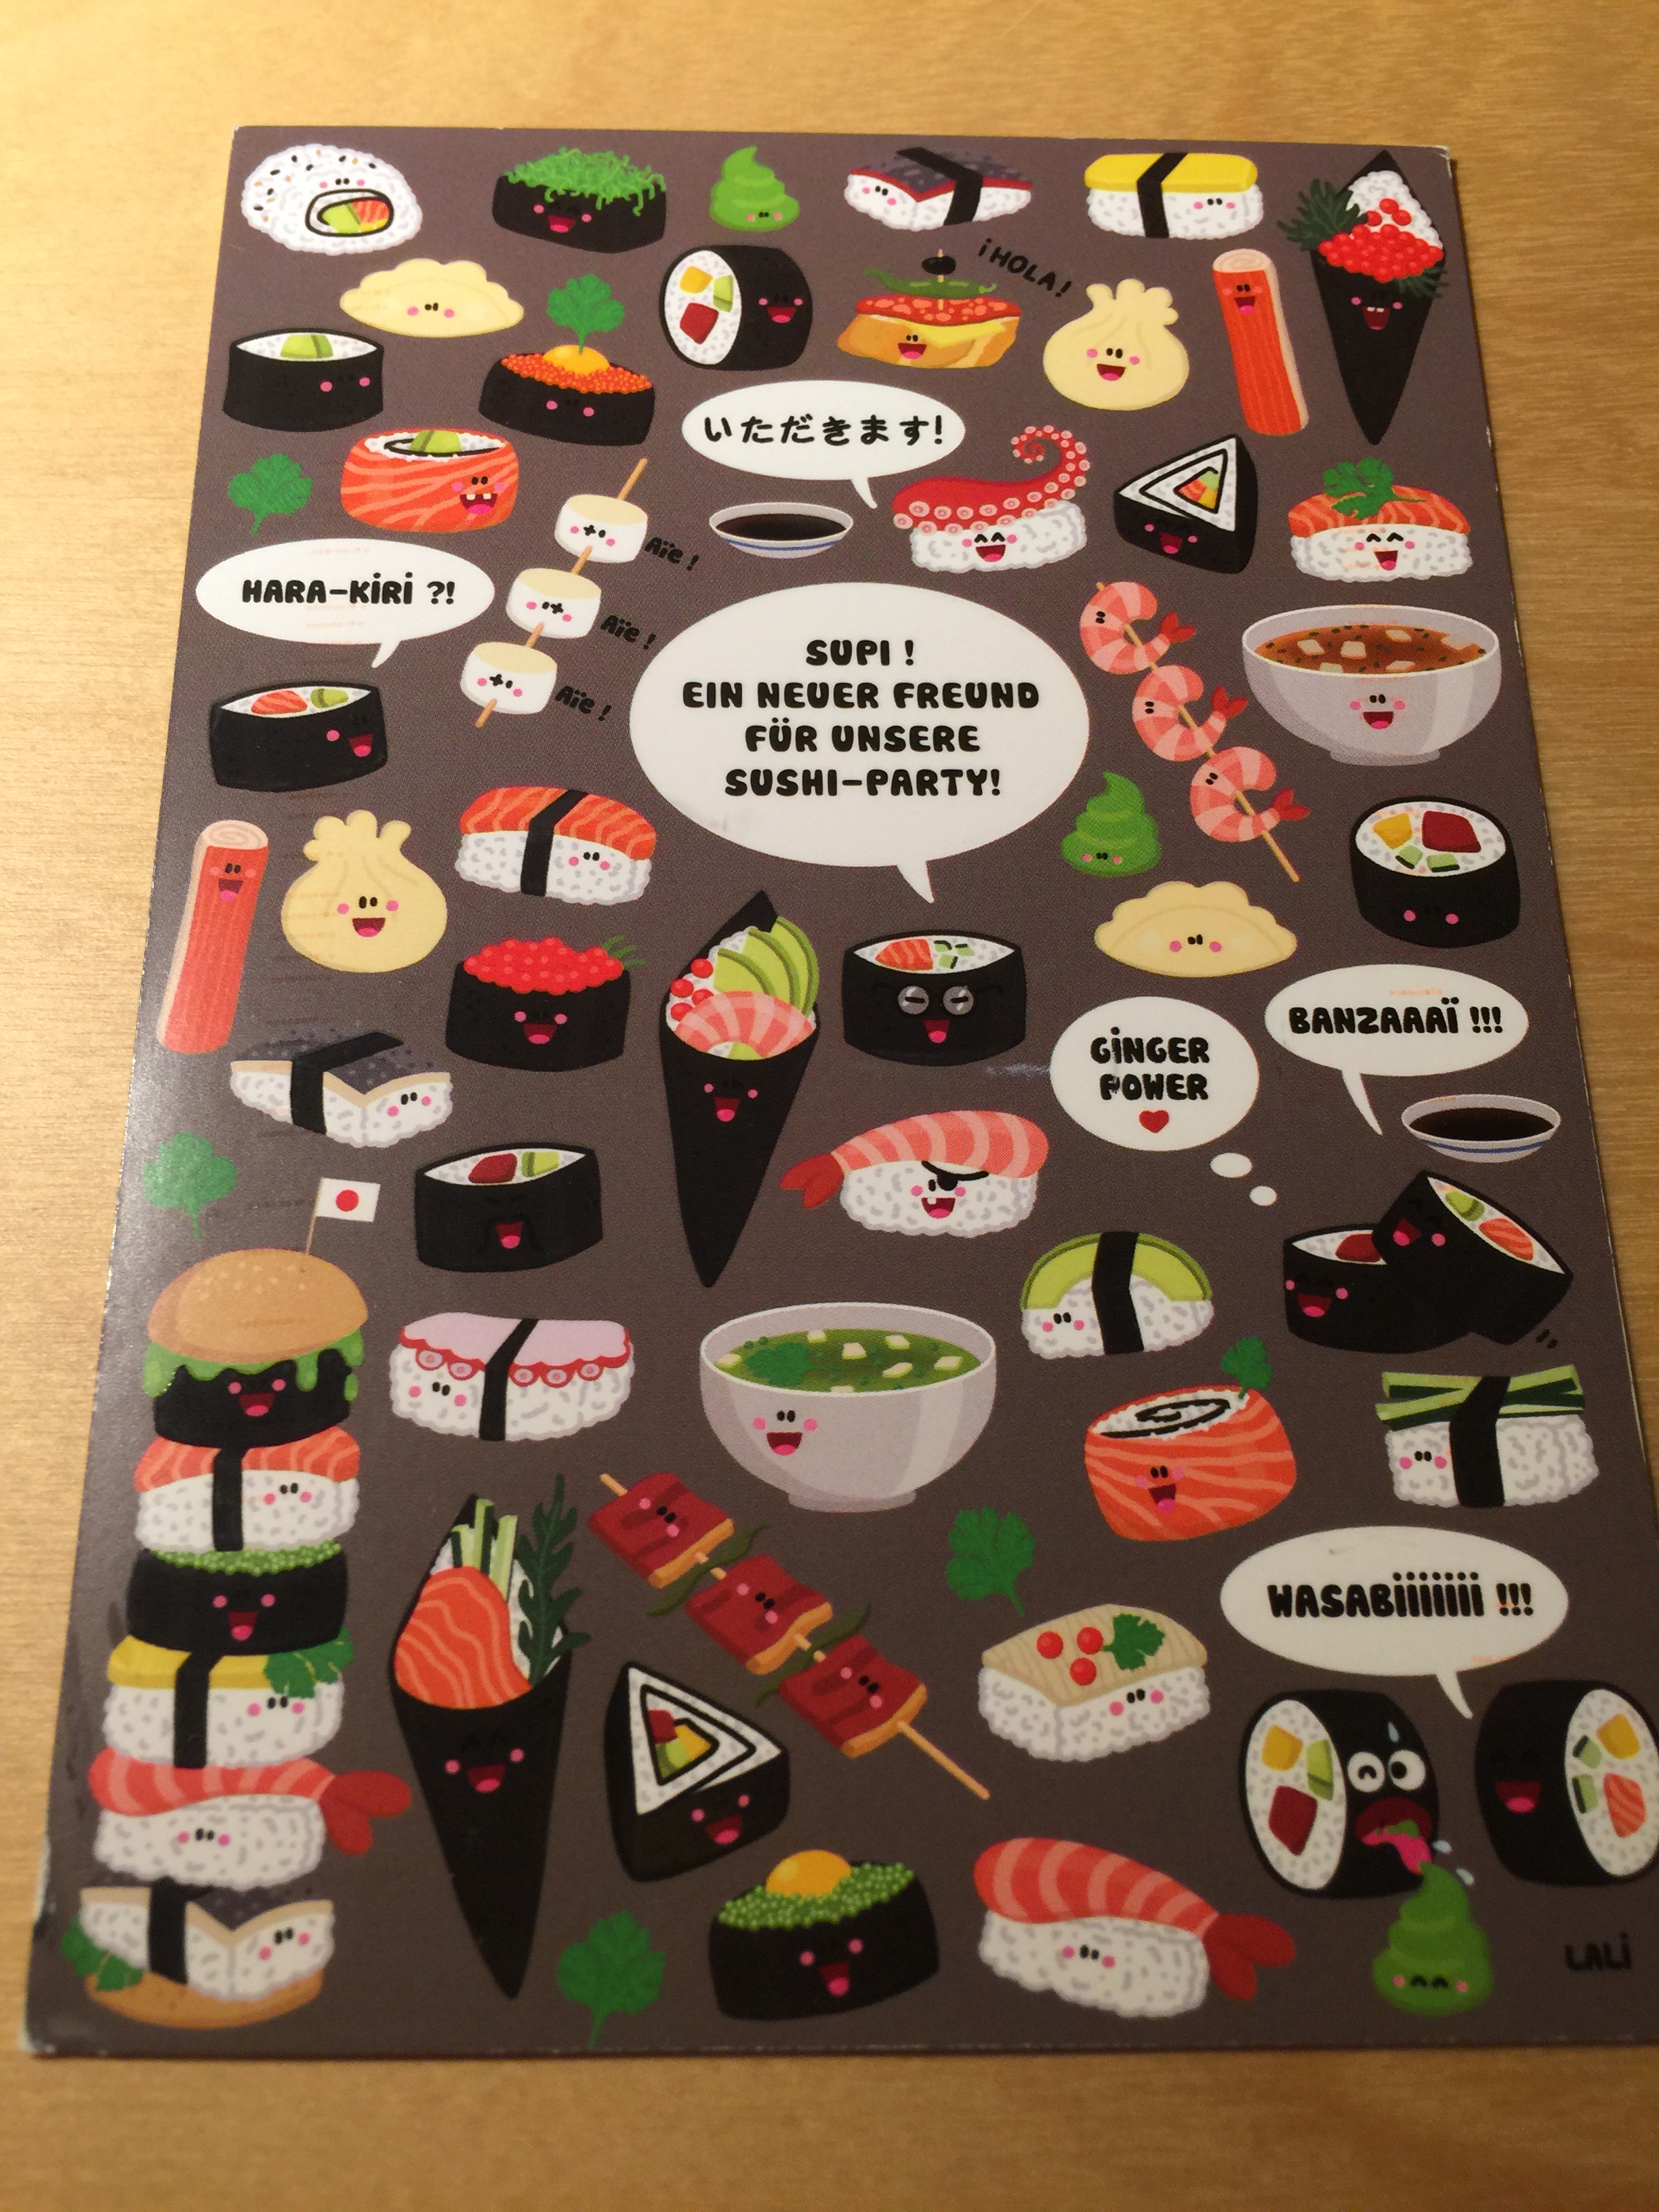 ¡HOLA!
いただきます!
Aïe !
HARA-KiRi ?!
Aïe !
Aïe !
SUPI !
EIN NEUER FREUND
FÜR UNSERE
SUSHI-PARTY!
BANZAAAÏ !!!
GiNGER
POWER
WASABiiiiiii !!!
LALi